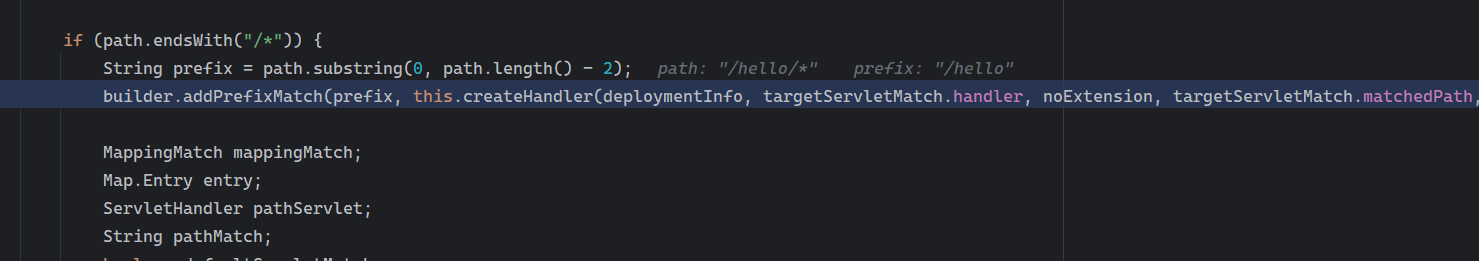 if (path.endsWith("/*")) {
String prefix = path.substring(0, path.length() - 2); path: "/hello/*" prefix: "/hello"
builder.addPrefixMatch(prefix, this.createHandler(deploymentInfo, targetServletMatch.handler, noExtension, targetServletMatch.matchedPath,
MappingMatch mappingMatch;
Map.Entry entry;
ServletHandler pathServlet;
String pathMatch;